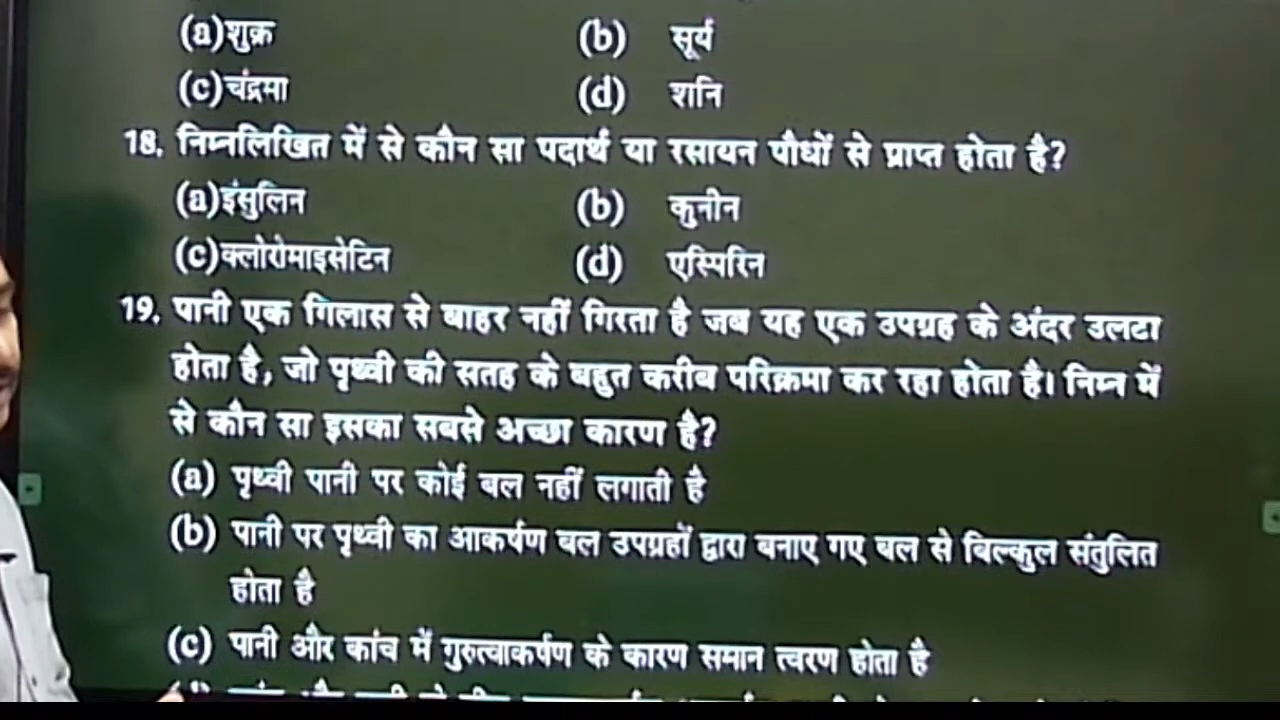 (a) शुक्र (b) सूर्य
(c) चंद्रमा (d) शनि
18. निम्नलिखित में से कौन सा पदार्थ या रसायन पौधों से प्राप्त होता है?
(a) इंसुलिन (b) कुनीन
(c) क्लोरोमाइसेटिन (d) एस्पिरिन
19. पानी एक गिलास से बाहर नहीं गिरता है जब यह एक उपग्रह के अंदर उलटा
होता है, जो पृथ्वी की सतह के बहुत करीब परिक्रमा कर रहा होता है। निम्न में
से कौन सा इसका सबसे अच्छा कारण है?
(a) पृथ्वी पानी पर कोई बल नहीं लगाती है
(b) पानी पर पृथ्वी का आकर्षण बल उपग्रहों द्वारा बनाए गए बल से बिल्कुल संतुलित
होता है
(c) पानी और कांच में गुरुत्वाकर्षण के कारण समान त्वरण होता है